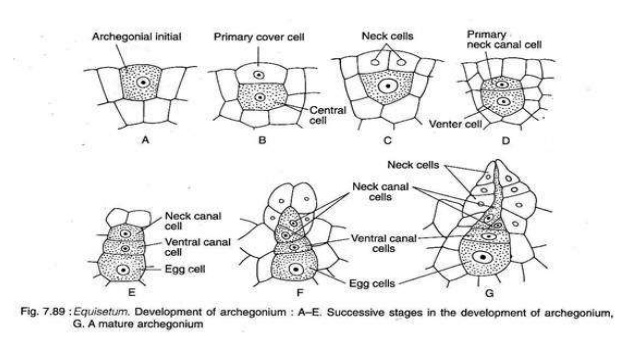 Archegonial initial
Primary cover cell
Neck cells
Primary
neck canal cell
Central
cell
Venter cell
A
B
C
D
Neck cells
Neck canal
cells
Neck canal
cell
Ventral canal
cell
Egg cell
Ventral canal
cells
Egg cells
E
F
G
Fig. 7.89 : Equisetum. Development of archegonium : A–E. Successive stages in the development of archegonium,
G. A mature archegonium